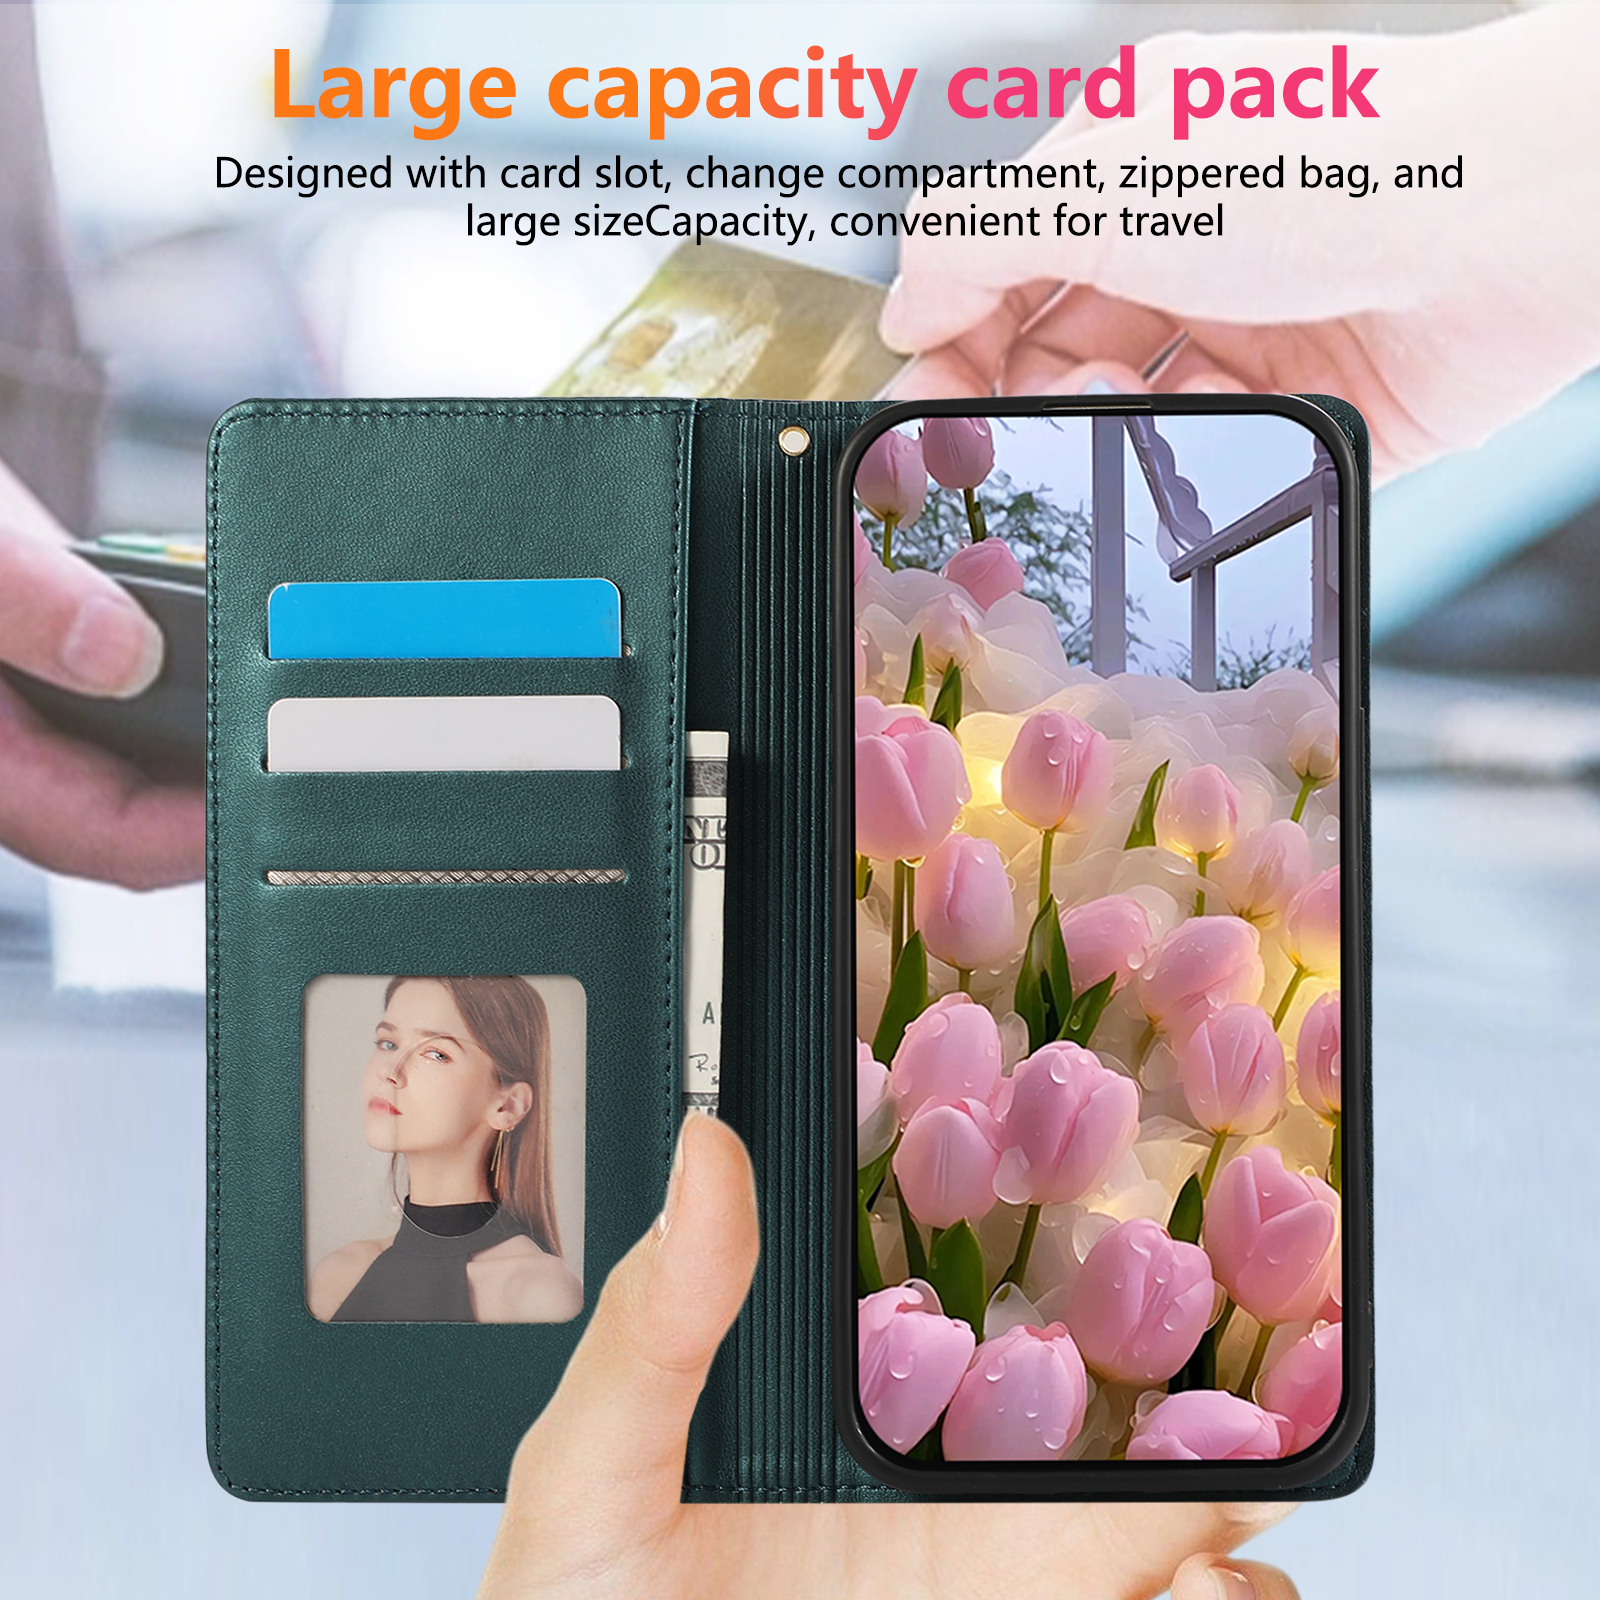 Large capacity card pack
Designed with card slot, change compartment, zippered bag, and
large sizeCapacity, convenient for travel
A